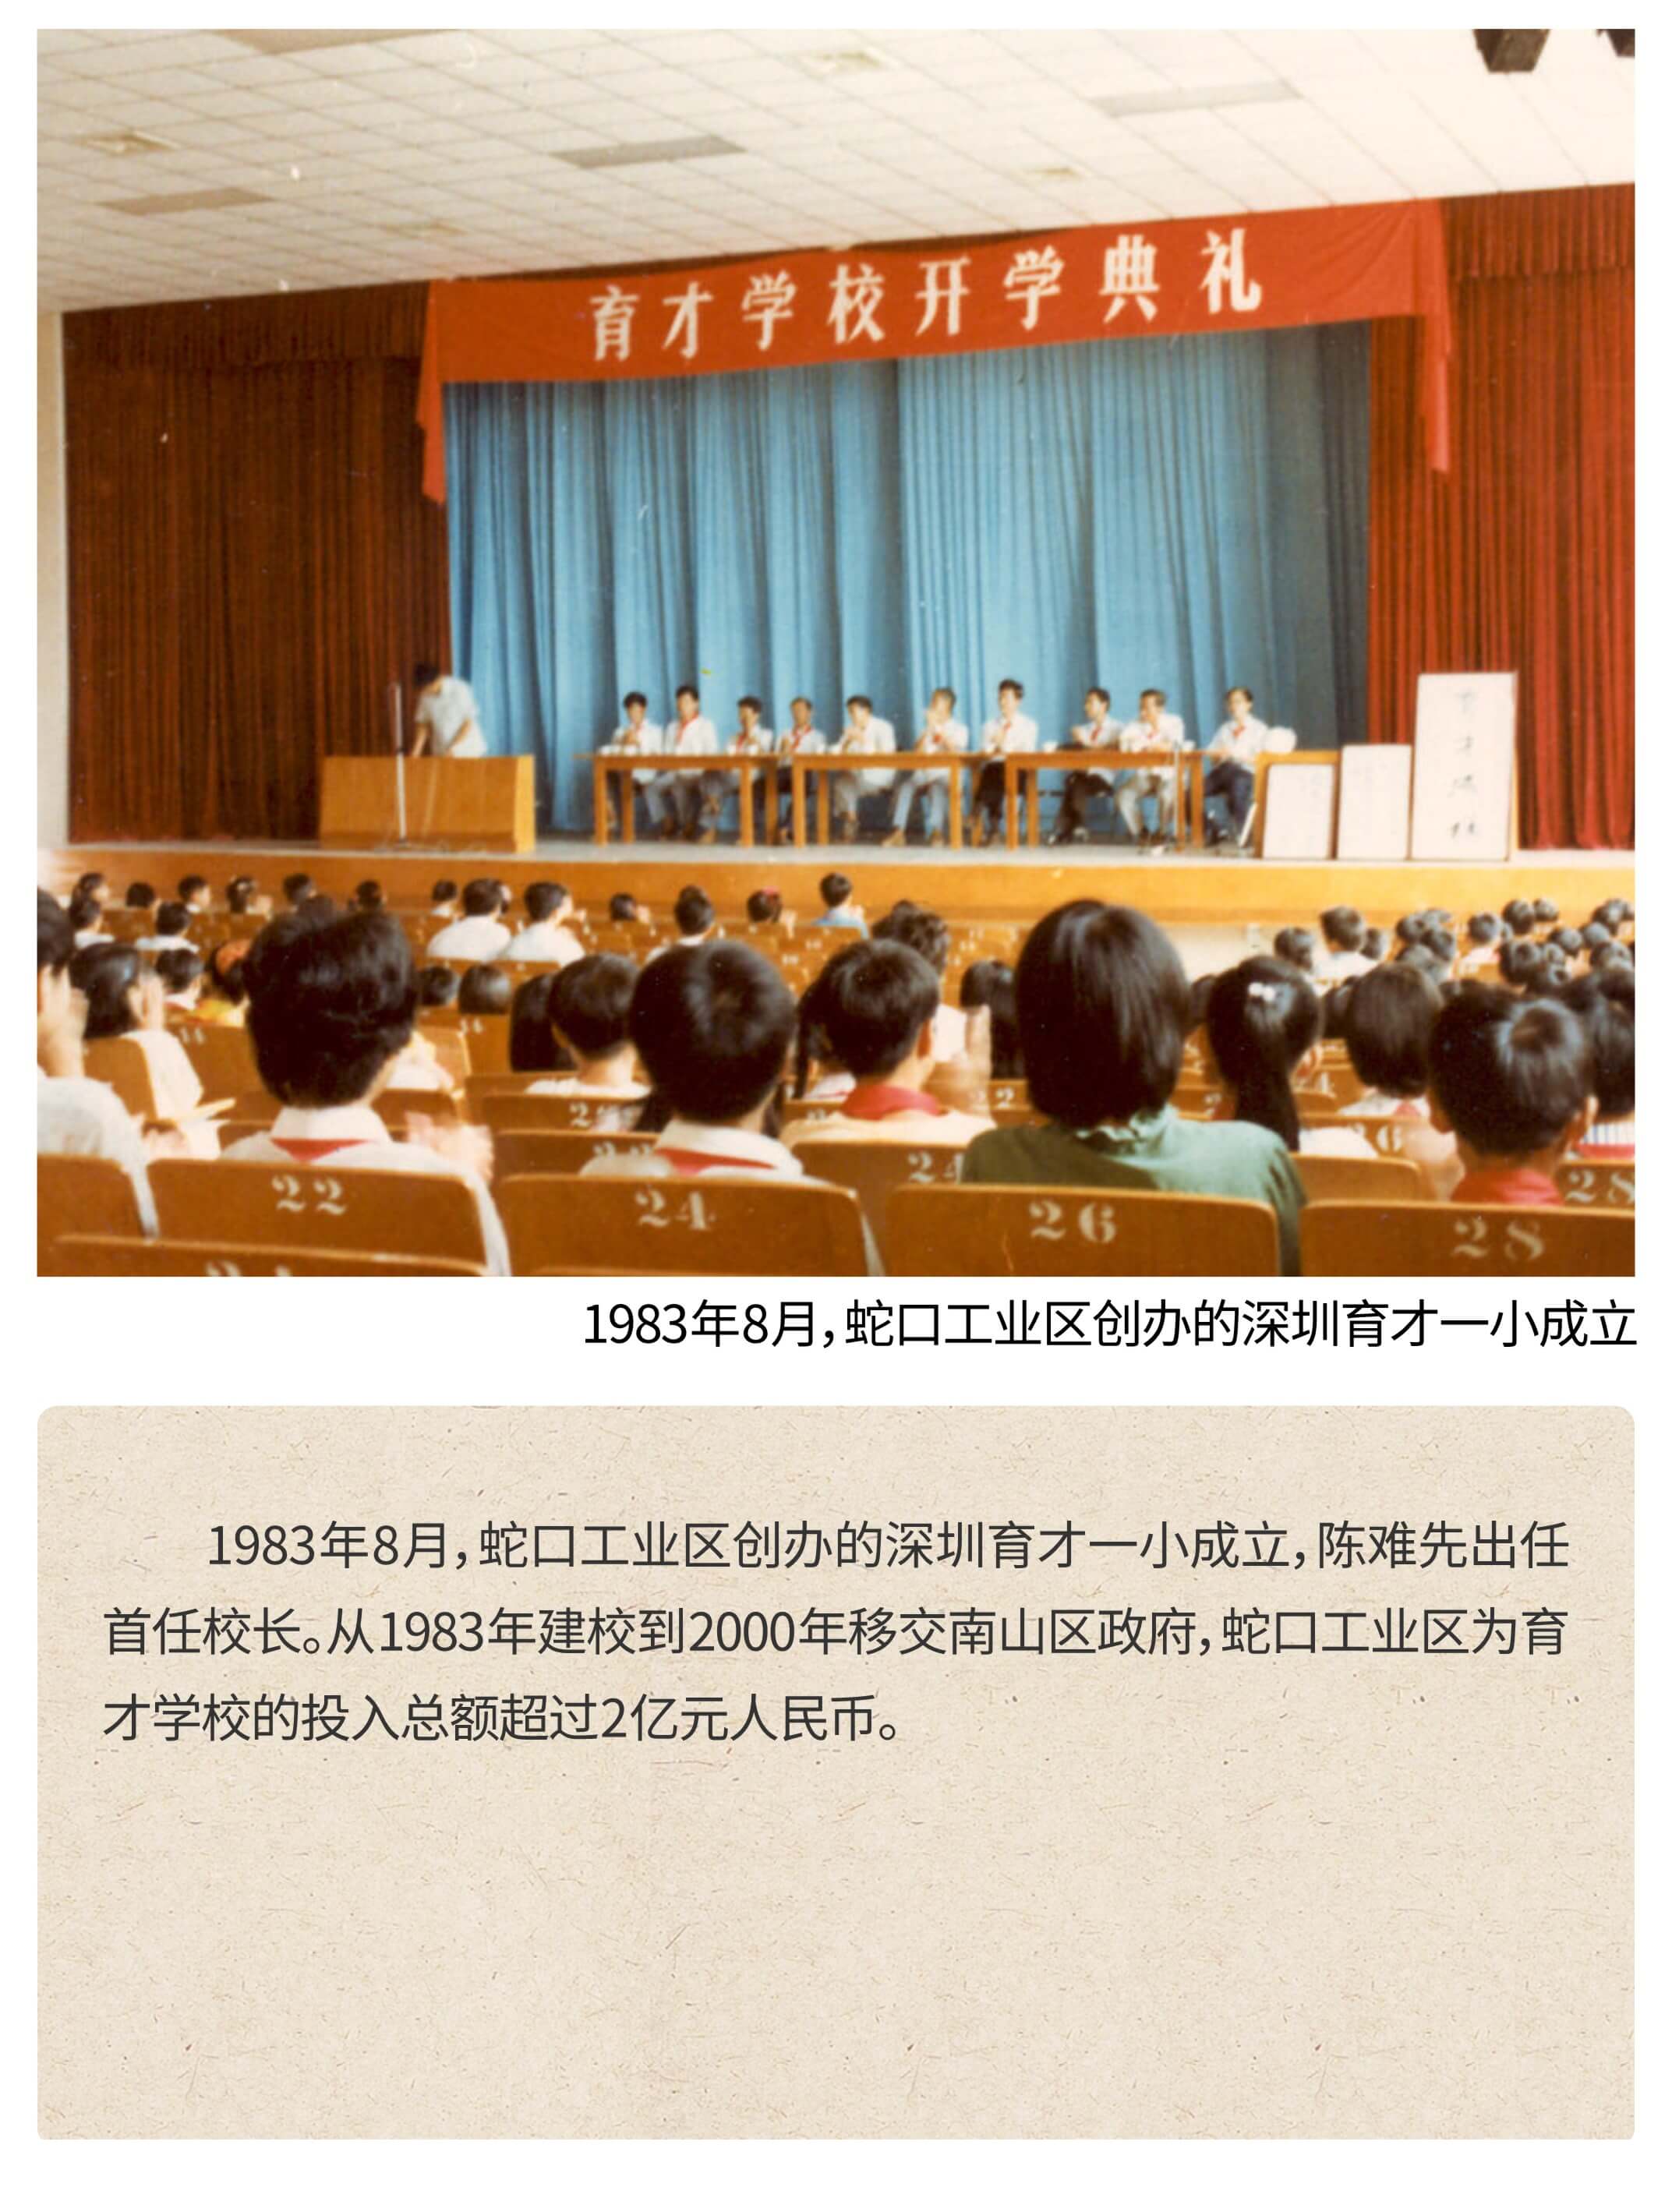 育才学校开学典礼
22
24
24
26
28
22
24
26
28
1983年8月，蛇口工业区创办的深圳育才一小成立
1983年8月，蛇口工业区创办的深圳育才一小成立，陈难先出任
首任校长。从1983年建校到2000年移交南山区政府，蛇口工业区为育
才学校的投入总额超过2亿元人民币。